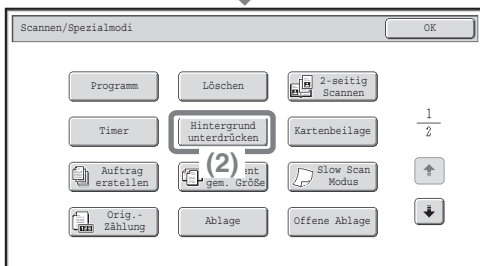 Scannen/Spezialmodi
OK
Programm
Löschen
2-seitig
Scannen
Timer
Hintergrund
unterdrücken
Kartenbeilage
1
2
Auftrag
erstellen
(2)
gem. Größe
Slow Scan
Modus
Orig.-
Zählung
Ablage
Offene Ablage